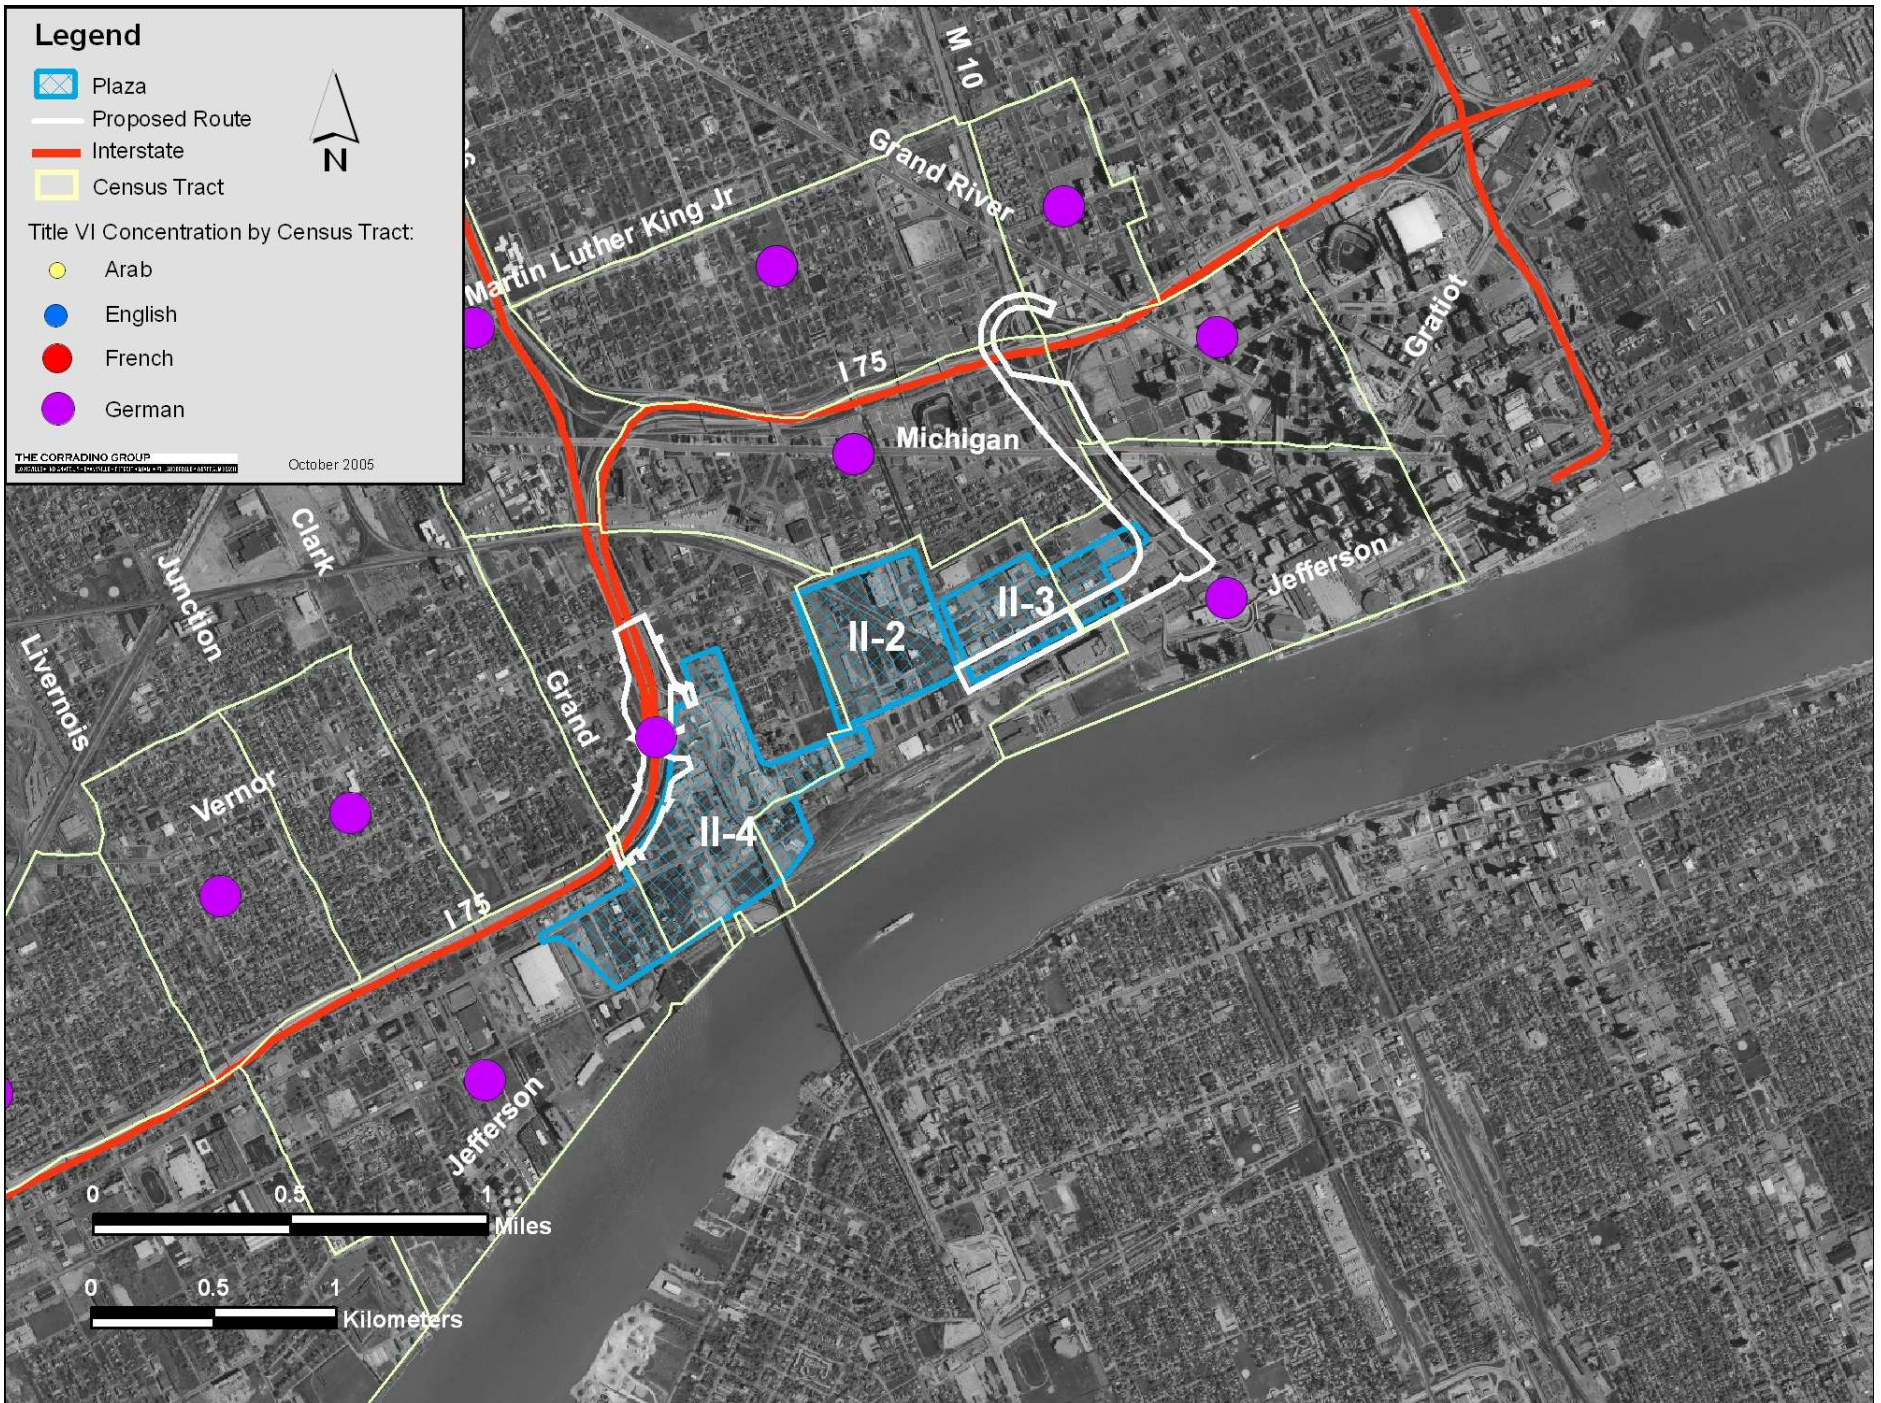 Legend
Plaza
Proposed Route
Interstate
Census Tract
N
Title VI Concentration by Census Tract:
Arab
English
French
German
THE CORRADINO GROUP
October 2005
M 10
Grand River
Martin Luther King Jr
Gratiot
I 75
Michigan
Clark
Junction
Jefferson
II-3
II-2
Livernois
Grand
Vernor
II-4
I 75
Jefferson
0 0.5 1
Miles
0 0.5 1
Kilometers